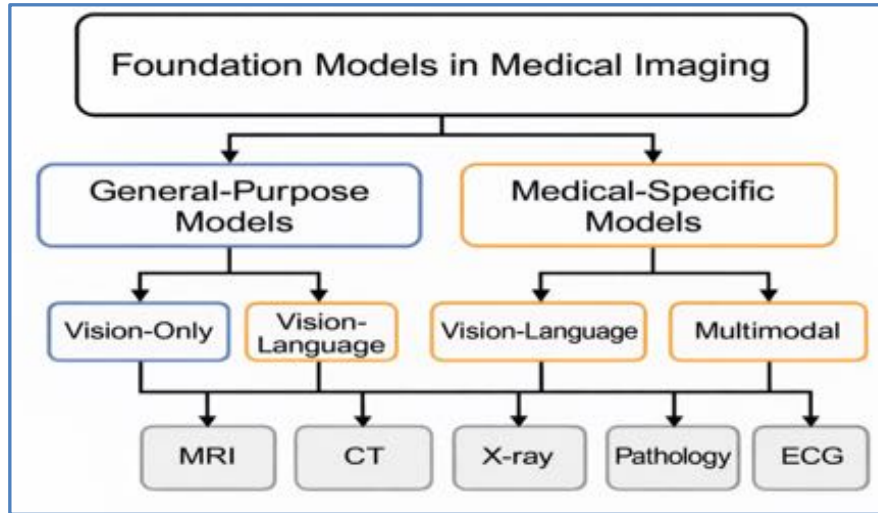 Foundation Models in Medical Imaging
General-Purpose
Models
Medical-Specific
Models
Vision-Only
Vision-
Language
Vision-Language
Multimodal
MRI
CT
X-ray
Pathology
ECG